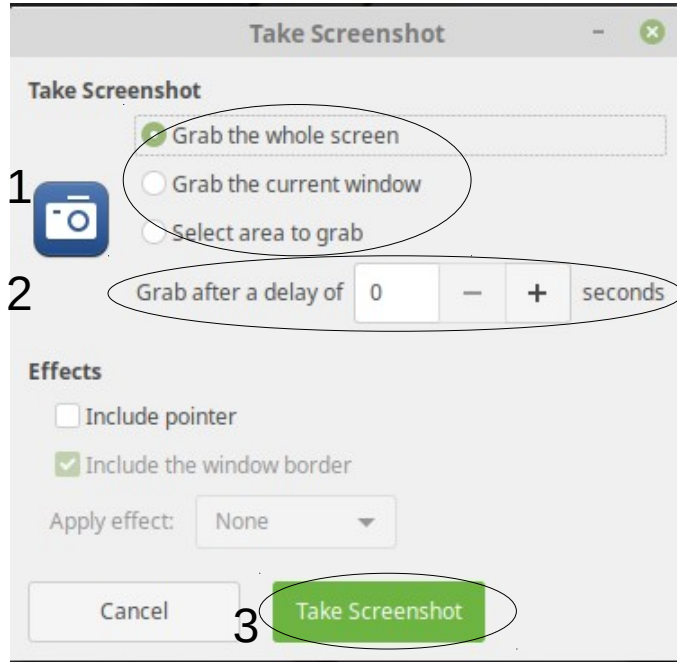 Take Screenshot
Take Screenshot
Grab the whole screen
1 Grab the current window
Select area to grab
2 Grab after a delay of 0 − + seconds
Effects
Include pointer
Include the window border
Apply effect: None
Cancel 3 Take Screenshot